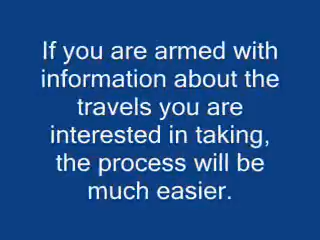 If you are armed with
information about the
travels you are
interested in taking,
the process will be
much easier.